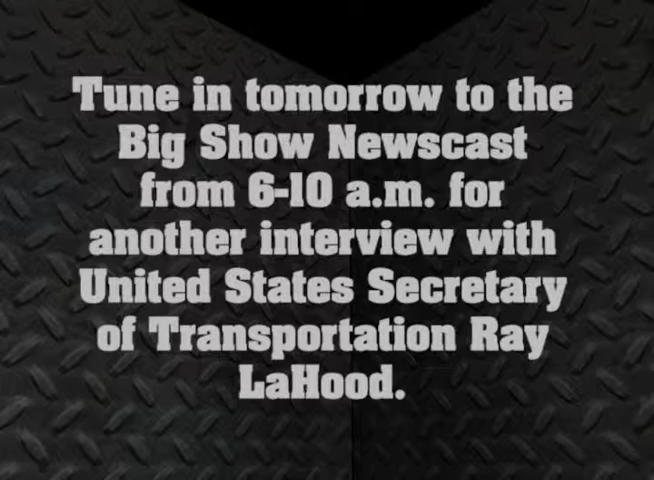 Tune in tomorrow to the
Big Show Newscast
from 6-10 a.m. for
another interview with
United States Secretary
of Transportation Ray
LaHood.